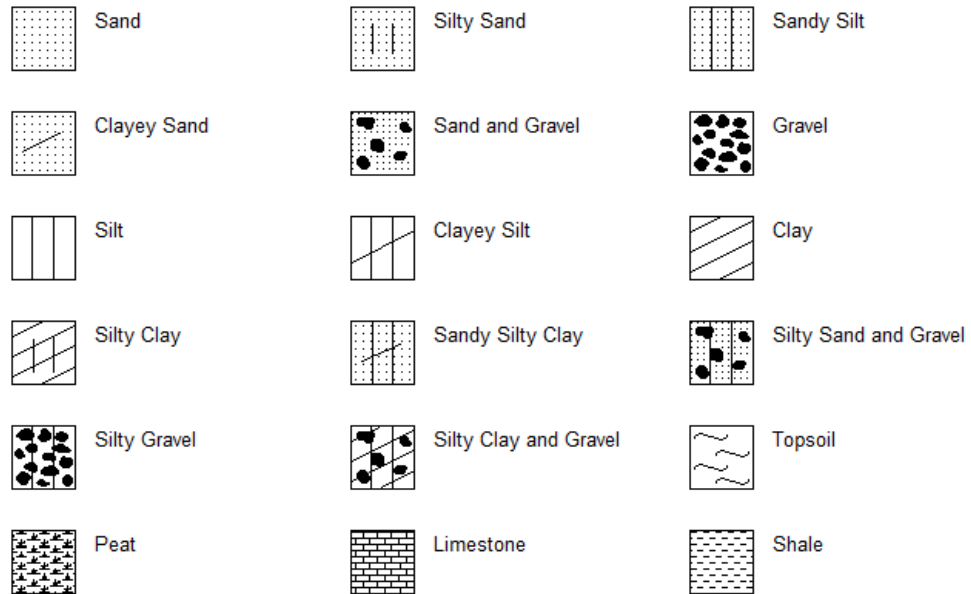 Sand
Silty Sand
Sandy Silt
Clayey Sand
Sand and Gravel
Gravel
Silt
Clayey Silt
Clay
Silty Clay
Sandy Silty Clay
Silty Sand and Gravel
Silty Gravel
Silty Clay and Gravel
Topsoil
Peat
Limestone
Shale